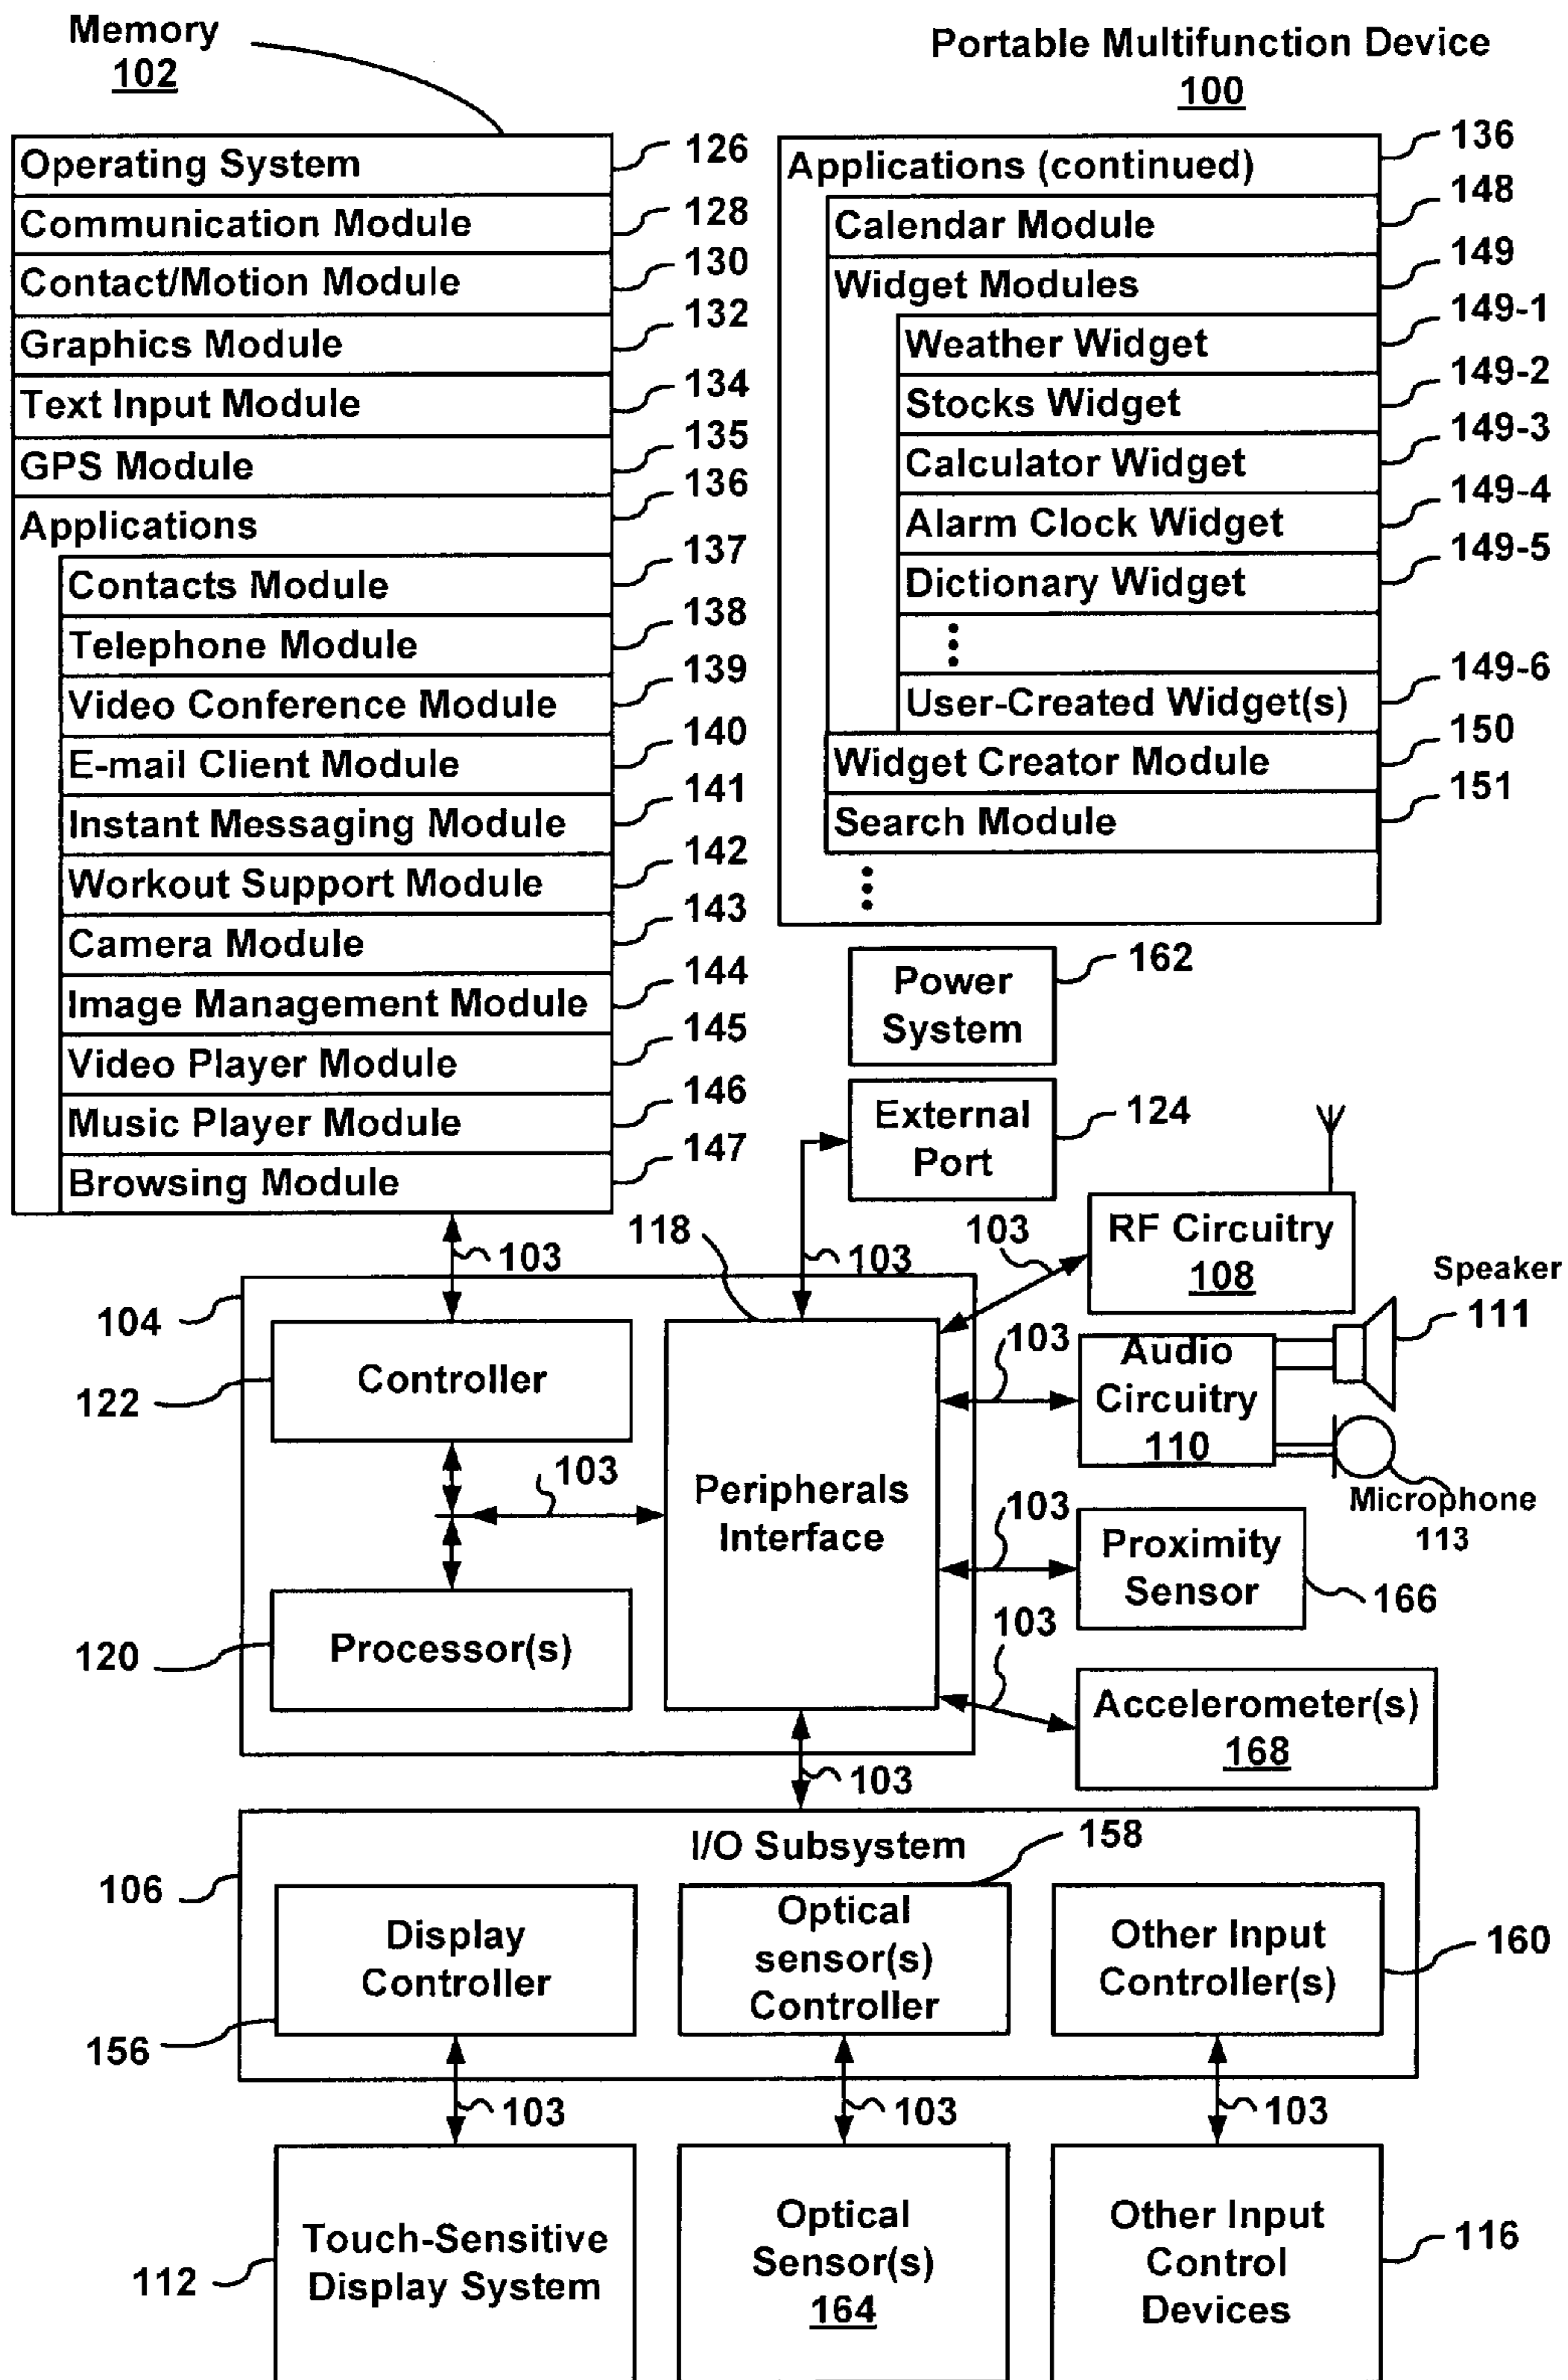 Memory
102
Portable Multifunction Device
100
Operating System
126
Communication Module
128
Contact/Motion Module
130
Graphics Module
132
Text Input Module
134
GPS Module
135
Applications
136
Contacts Module
137
Telephone Module
138
Video Conference Module
139
E-mail Client Module
140
Instant Messaging Module
141
Workout Support Module
142
Camera Module
143
Image Management Module
144
Video Player Module
145
Music Player Module
146
Browsing Module
147
Applications (continued)
136
Calendar Module
148
Widget Modules
149
Weather Widget
149-1
Stocks Widget
149-2
Calculator Widget
149-3
Alarm Clock Widget
149-4
Dictionary Widget
149-5
User-Created Widget(s)
149-6
Widget Creator Module
150
Search Module
151
Power
System
162
External
Port
124
103
118
103
103
RF Circuitry
108
Speaker
111
104
Controller
122
103
Audio
Circuitry
110
Microphone
113
103
Peripherals
Interface
103
Proximity
Sensor
166
Processor(s)
120
103
Accelerometer(s)
168
103
I/O Subsystem
106
158
Display
Controller
156
Optical
sensor(s)
Controller
Other Input
Controller(s)
160
103
103
103
Touch-Sensitive
Display System
112
Optical
Sensor(s)
164
Other Input
Control
Devices
116